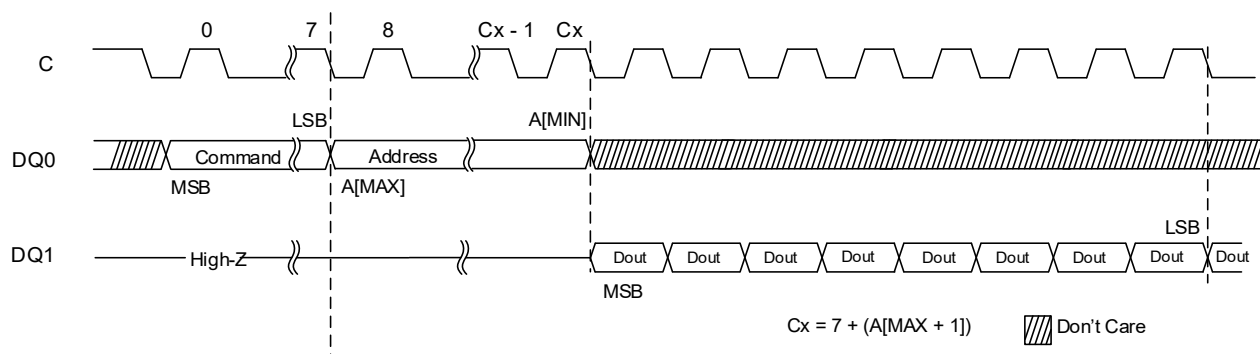 0 7 8 Cx - 1 Cx
C
LSB A[MIN]
DQ0 Command Address
MSB A[MAX]
LSB
DQ1 High-Z Dout Dout Dout Dout Dout Dout Dout Dout Dout
MSB
Cx = 7 + (A[MAX + 1]) Don't Care